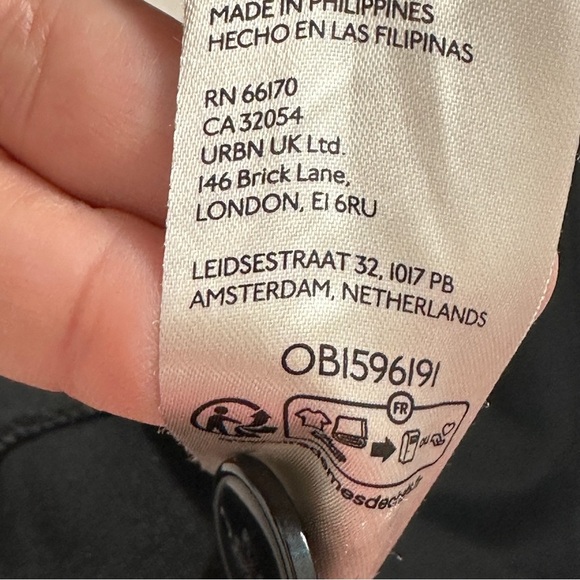 MADE IN PHILIPPINES
HECHO EN LAS FILIPINAS
RN 66170
CA 32054
URBN UK Ltd.
146 Brick Lane,
LONDON, E1 6RU
LEIDSESTRAAT 32, 1017 PB
AMSTERDAM, NETHERLANDS
OB1596191
FR